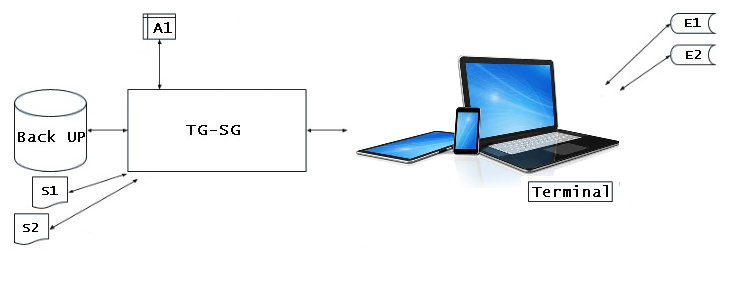 A1
E1
E2
TG-SG
Back UP
S1
Terminal
S2